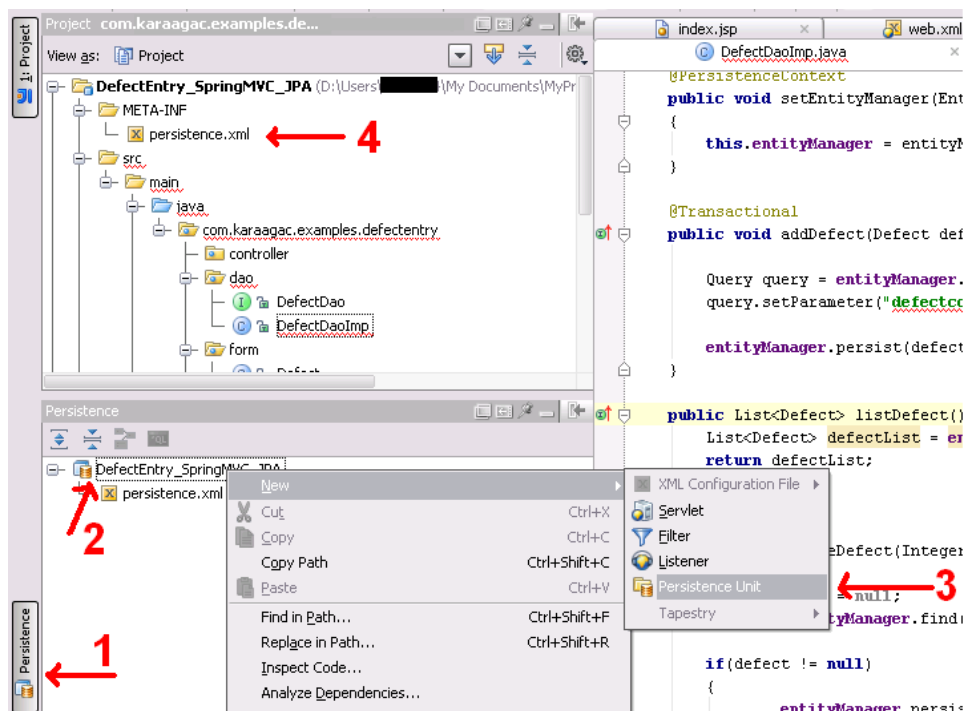 1: Project
Project com.karaagac.examples.de...
View as: Project
DefectEntry_SpringMVC_JPA (D:\Users\ \My Documents\MyPr
META-INF
persistence.xml
4
src
main
java
com.karaagac.examples.defectentry
controller
dao
DefectDao
DefectDaoImp
form
Defect
index.jsp
web.xml
DefectDaoImp.java
@PersistenceContext
public void setEntityManager(Ent
{
this.entityManager = entityM
}
@Transactional
public void addDefect(Defect def
Query query = entityManager.
query.setParameter("defectco
entityManager.persist(defect
}
public List<Defect> listDefect()
List<Defect> defectList = en
return defectList;
eDefect(Integer
= null;
tyManager.find(
if(defect != null)
{
entityManager.persis
Persistence
SQL
DefectEntry_SpringMVC_JPA
persistence.xml
2
Persistence
1
New
Cut Ctrl+X
Copy Ctrl+C
Copy Path Ctrl+Shift+C
Paste Ctrl+V
Find in Path... Ctrl+Shift+F
Replace in Path... Ctrl+Shift+R
Inspect Code...
Analyze Dependencies...
XML Configuration File
Servlet
Filter
Listener
Persistence Unit
3
Tapestry